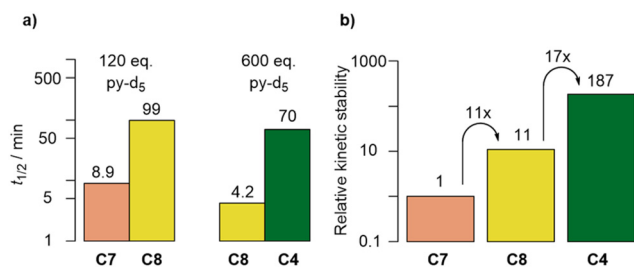 a)
120 eq.
py-d5
600 eq.
py-d5
t1/2 / min
500
50
5
1
8.9
99
4.2
70
C7 C8 C8 C4
b)
Relative kinetic stability
1000
10
0.1
1
11x
11
17x
187
C7 C8 C4